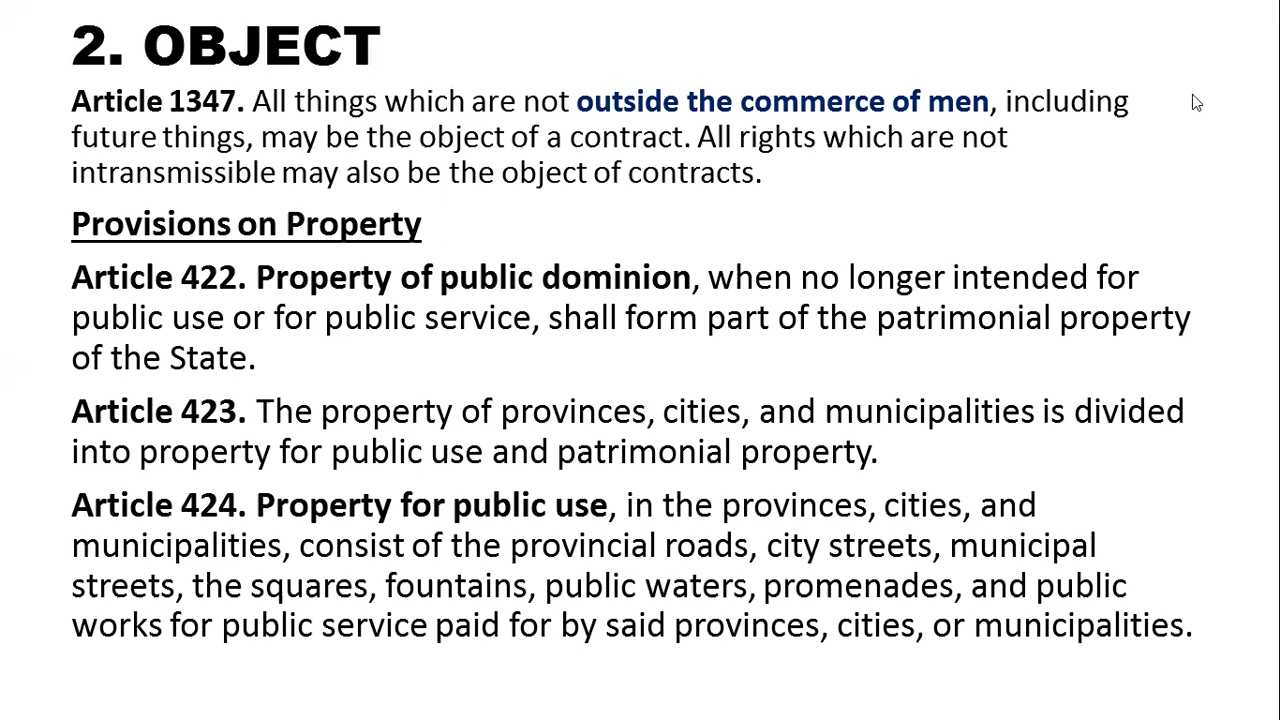 2. OBJECT
Article 1347. All things which are not outside the commerce of men, including
future things, may be the object of a contract. All rights which are not
intransmissible may also be the object of contracts.
Provisions on Property
Article 422. Property of public dominion, when no longer intended for
public use or for public service, shall form part of the patrimonial property
of the State.
Article 423. The property of provinces, cities, and municipalities is divided
into property for public use and patrimonial property.
Article 424. Property for public use, in the provinces, cities, and
municipalities, consist of the provincial roads, city streets, municipal
streets, the squares, fountains, public waters, promenades, and public
works for public service paid for by said provinces, cities, or municipalities.